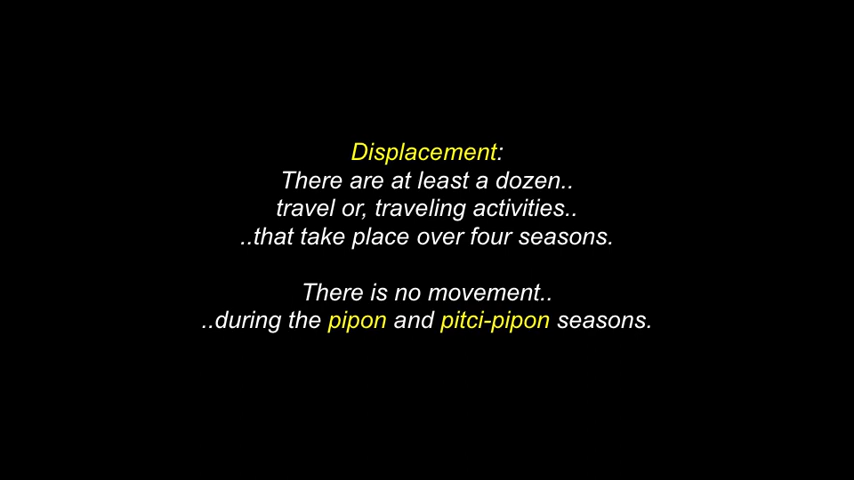 Displacement:
There are at least a dozen..
travel or, traveling activities..
..that take place over four seasons.
There is no movement..
..during the pipon and pitci-pipon seasons.